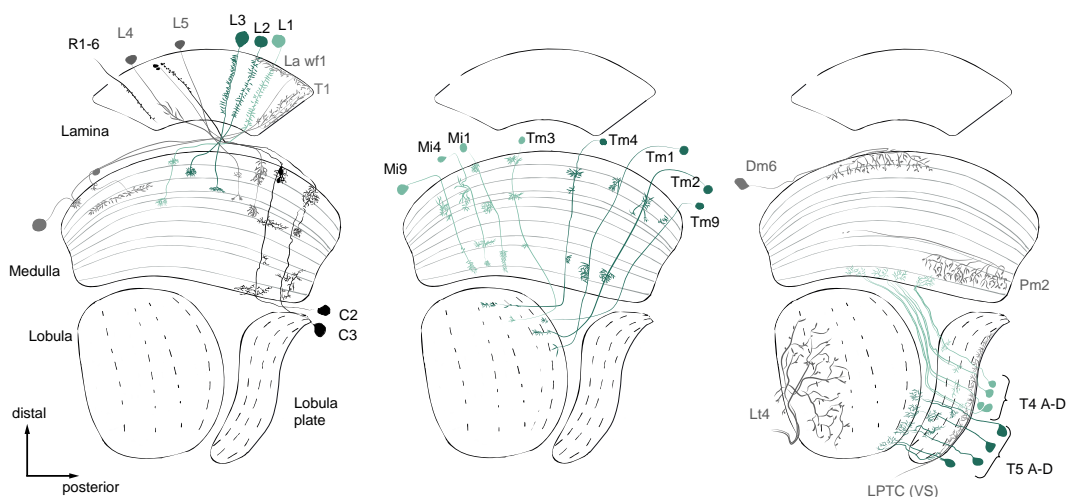 L5
L4
L3
L2
L1
R1-6
La wf1
T1
Lamina
Medulla
Lobula
C2
C3
Lobula
plate
distal
posterior
Mi1
Mi4
Mi9
Tm3
Tm4
Tm1
Tm2
Tm9
Dm6
Pm2
Lt4
T4 A-D
T5 A-D
LPTC (VS)